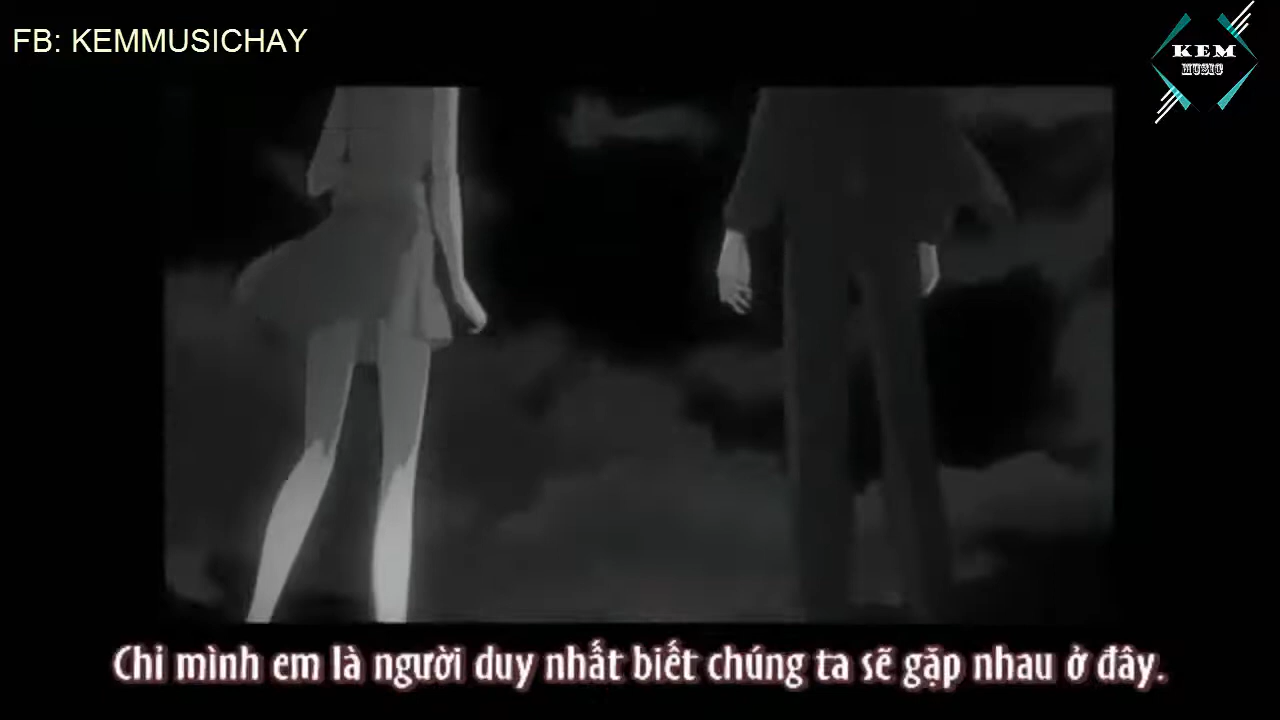 FB: KEMMUSICHAY
KEM
MUSIC
Chỉ mình em là người duy nhất biết chúng ta sẽ gặp nhau ở đây.